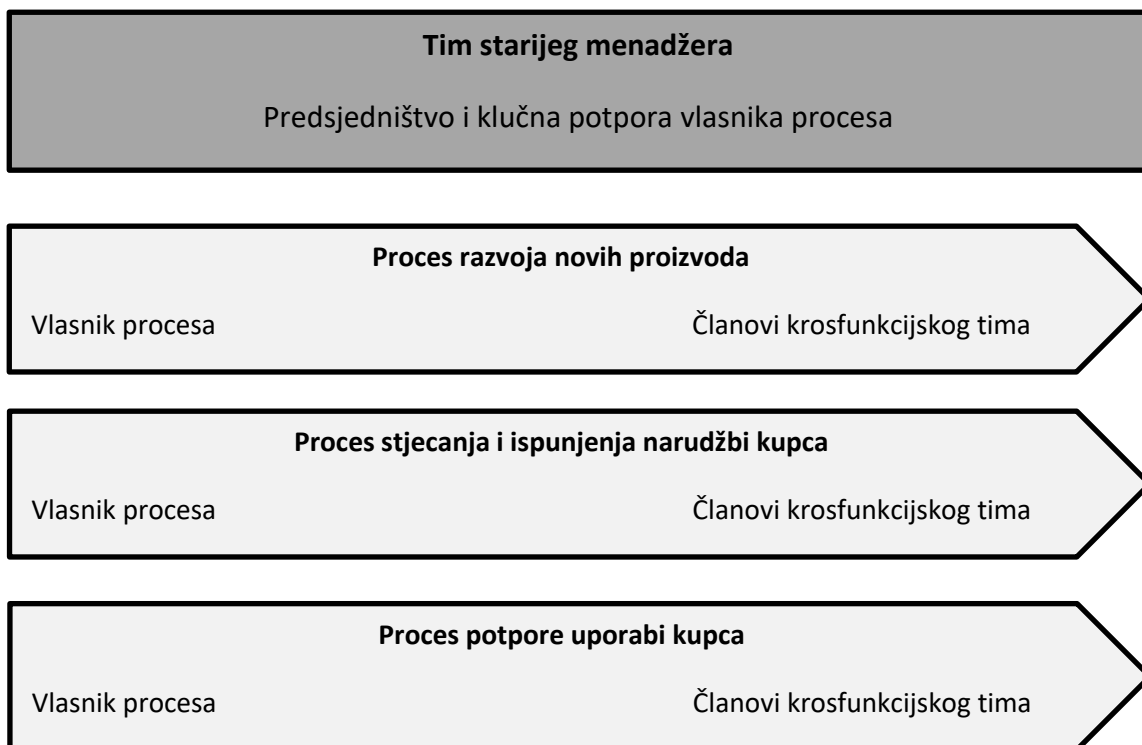 Tim starijeg menadžera
Predsjedništvo i klučna potpora vlasnika procesa
Proces razvoja novih proizvoda
Vlasnik procesa Članovi krosfunkcijskog tima
Proces stjecanja i ispunjenja narudžbi kupca
Vlasnik procesa Članovi krosfunkcijskog tima
Proces potpore uporabi kupca
Vlasnik procesa Članovi krosfunkcijskog tima